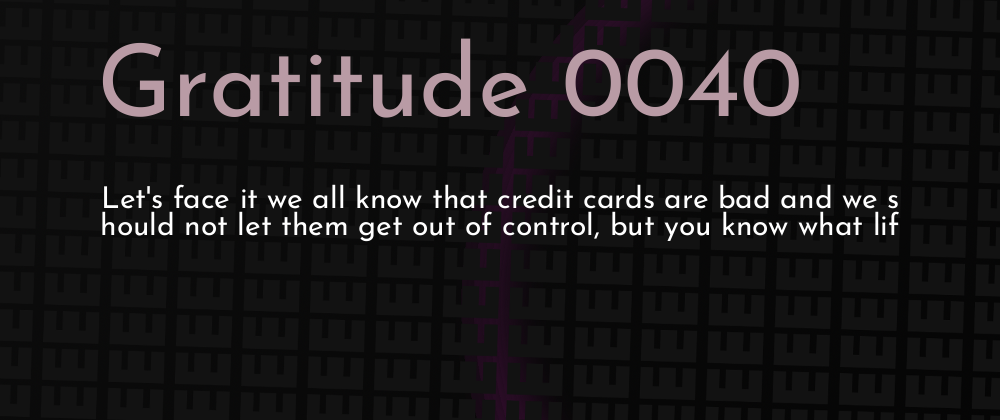 Gratitude 0040
Let's face it we all know that credit cards are bad and we s
hould not let them get out of control, but you know what lif